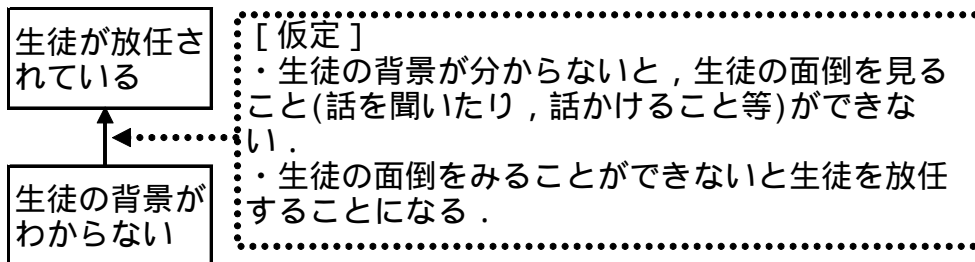 生徒が放任さ
れている
[ 仮定 ]
・生徒の背景が分からないと , 生徒の面倒を見る
こと(話を聞いたり , 話かけること等)ができな
い .
・生徒の面倒をみることができないと生徒を放任
することになる .
生徒の背景が
わからない